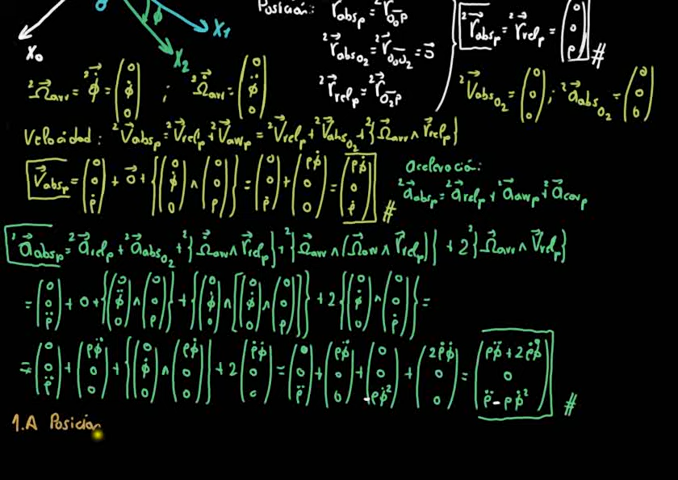 Posición: ²r⃗absₚ = ²r⃗O₀P
²r⃗absO₂ = ²r⃗O₀O₂ = 0⃗
²r⃗relₚ = ²r⃗O₂P
²r⃗absₚ = ²r⃗relₚ = (0 0 ρ) #
φ X₁
X₀ X₂
²Ω⃗arr = ²φ̇⃗ = (0 φ̇ 0) ; ²Ω̇⃗arr = (0 φ̈ 0) ²V⃗absO₂ = (0 0 0) ; ²a⃗absO₂ = (0 0 0)
Velocidad: ²V⃗absₚ = ²V⃗relₚ + ²V⃗arrₚ = ²V⃗relₚ + ²V⃗absO₂ + ²{Ω⃗arr ∧ r⃗relₚ}
V⃗absₚ = (0 0 ρ̇) + 0⃗ + {(0 φ̇ 0) ∧ (0 0 ρ)} = (0 0 ρ̇) + (ρφ̇ 0 0) = (ρφ̇ 0 ρ̇) #
Aceleración:
²a⃗absₚ = ²a⃗relₚ + ²a⃗arrₚ + ²a⃗corₚ
²a⃗absₚ = ²a⃗relₚ + ²a⃗absO₂ + ²{Ω̇⃗arr ∧ r⃗relₚ} + ²{Ω⃗arr ∧ (Ω⃗arr ∧ r⃗relₚ)} + 2 ²{Ω⃗arr ∧ V⃗relₚ}
= (0 0 ρ̈) + 0 + {(0 φ̈ 0) ∧ (0 0 ρ)} + {(0 φ̇ 0) ∧ [(0 φ̇ 0) ∧ (0 0 ρ)]} + 2 {(0 φ̇ 0) ∧ (0 0 ρ̇)} =
= (0 0 ρ̈) + (ρφ̈ 0 0) + {(0 φ̇ 0) ∧ (ρφ̇ 0 0)} + 2 (ρ̇φ̇ 0 0) = (0 0 ρ̈) + (ρφ̈ 0 0) + (0 0 -ρφ̇²) + (2ρ̇φ̇ 0 0) = (ρφ̈ + 2ρ̇φ̇ 0 ρ̈ - ρφ̇²) #
1.A Posicion